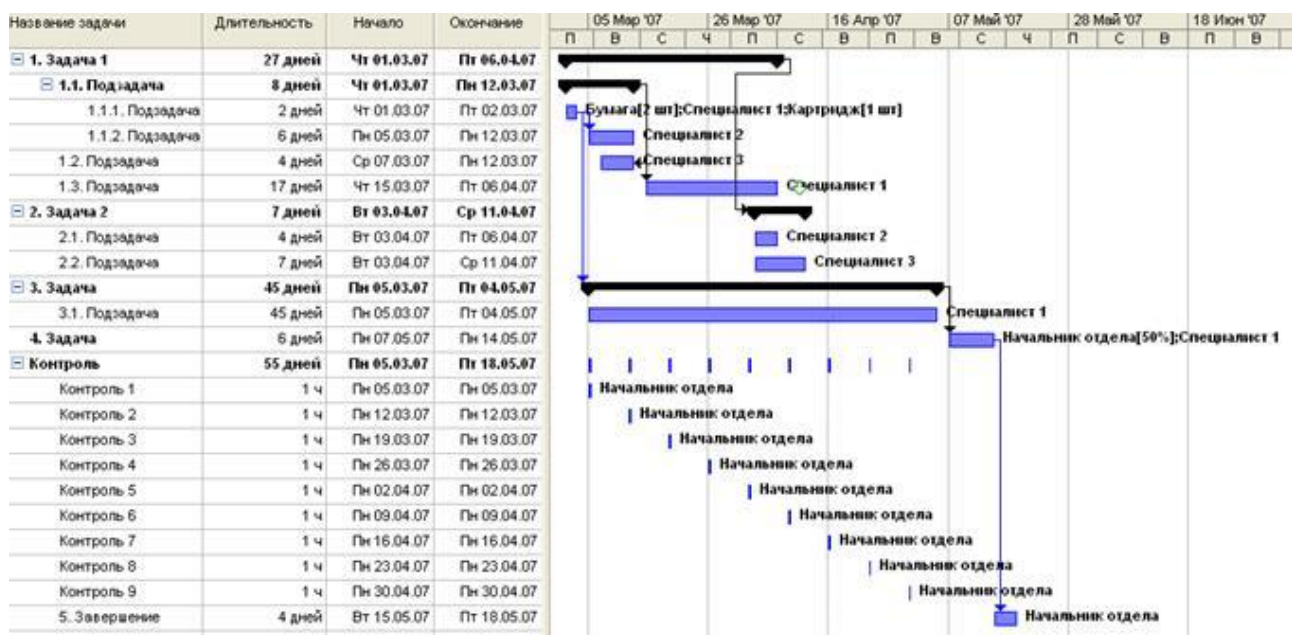 Название задачи Длительность Начало Окончание 05 Мар '07 26 Мар '07 16 Апр '07 07 Май '07 28 Май '07 18 Июн '07
П В С Ч П С В П В С Ч П С В П В
1. Задача 1 27 дней Чт 01.03.07 Пт 06.04.07
1.1. Подзадача 8 дней Чт 01.03.07 Пн 12.03.07
1.1.1. Подзадача 2 дней Чт 01.03.07 Пт 02.03.07 Бумага[2 шт];Специалист 1;Картридж[1 шт]
1.1.2. Подзадача 6 дней Пн 05.03.07 Пн 12.03.07 Специалист 2
1.2. Подзадача 4 дней Ср 07.03.07 Пн 12.03.07 Специалист 3
1.3. Подзадача 17 дней Чт 15.03.07 Пт 06.04.07 Специалист 1
2. Задача 2 7 дней Вт 03.04.07 Ср 11.04.07
2.1. Подзадача 4 дней Вт 03.04.07 Пт 06.04.07 Специалист 2
2.2. Подзадача 7 дней Вт 03.04.07 Ср 11.04.07 Специалист 3
3. Задача 45 дней Пн 05.03.07 Пт 04.05.07
3.1. Подзадача 45 дней Пн 05.03.07 Пт 04.05.07 Специалист 1
4. Задача 6 дней Пн 07.05.07 Пн 14.05.07 Начальник отдела[50%];Специалист 1
Контроль 55 дней Пн 05.03.07 Пт 18.05.07
Контроль 1 1 ч Пн 05.03.07 Пн 05.03.07 Начальник отдела
Контроль 2 1 ч Пн 12.03.07 Пн 12.03.07 Начальник отдела
Контроль 3 1 ч Пн 19.03.07 Пн 19.03.07 Начальник отдела
Контроль 4 1 ч Пн 26.03.07 Пн 26.03.07 Начальник отдела
Контроль 5 1 ч Пн 02.04.07 Пн 02.04.07 Начальник отдела
Контроль 6 1 ч Пн 09.04.07 Пн 09.04.07 Начальник отдела
Контроль 7 1 ч Пн 16.04.07 Пн 16.04.07 Начальник отдела
Контроль 8 1 ч Пн 23.04.07 Пн 23.04.07 Начальник отдела
Контроль 9 1 ч Пн 30.04.07 Пн 30.04.07 Начальник отдела
5. Завершение 4 дней Вт 15.05.07 Пт 18.05.07 Начальник отдела